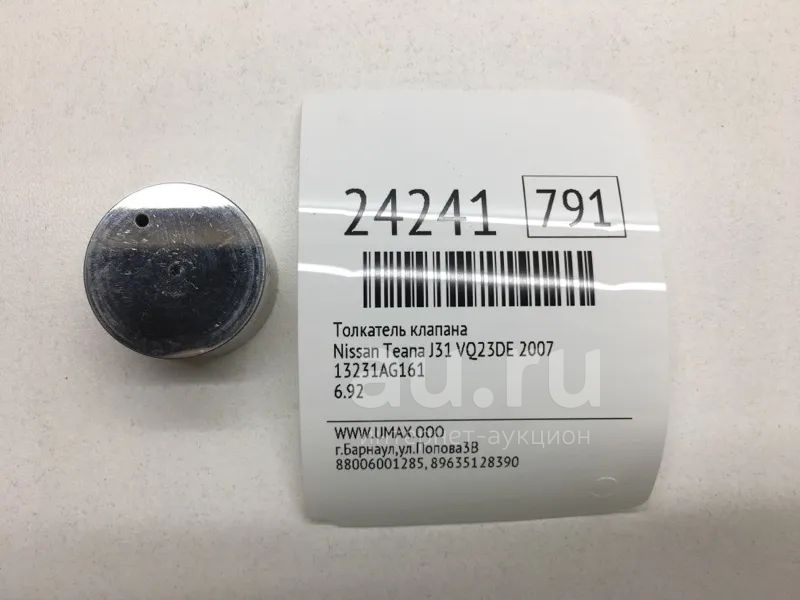 24241 791
Толкатель клапана
Nissan Teana J31 VQ23DE 2007
13231AG161
6.92
au.ru
интернет-аукцион
WWW.UMAX.OOO
г.Барнаул,ул.Попова3В
88006001285, 89635128390